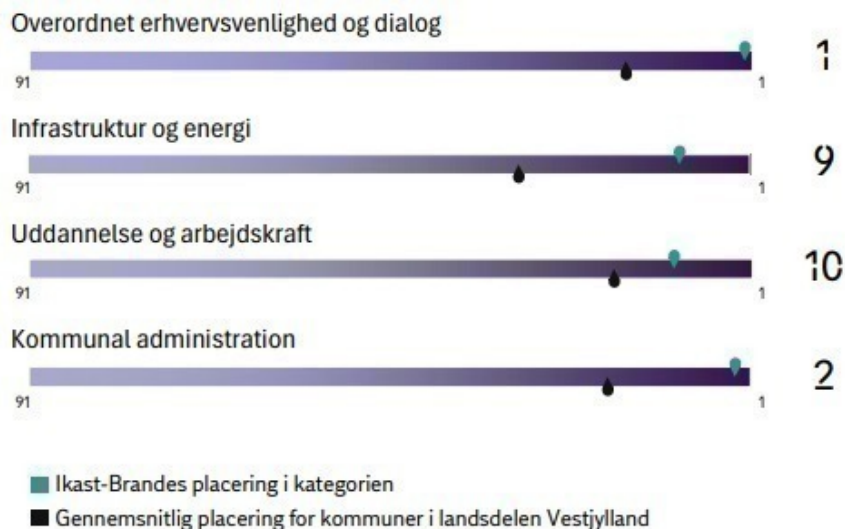 Overordnet erhvervsvenlighed og dialog
1
91 1
Infrastruktur og energi
9
91 1
Uddannelse og arbejdskraft
10
91 1
Kommunal administration
2
91 1
Ikast-Brandes placering i kategorien
Gennemsnitlig placering for kommuner i landsdelen Vestjylland